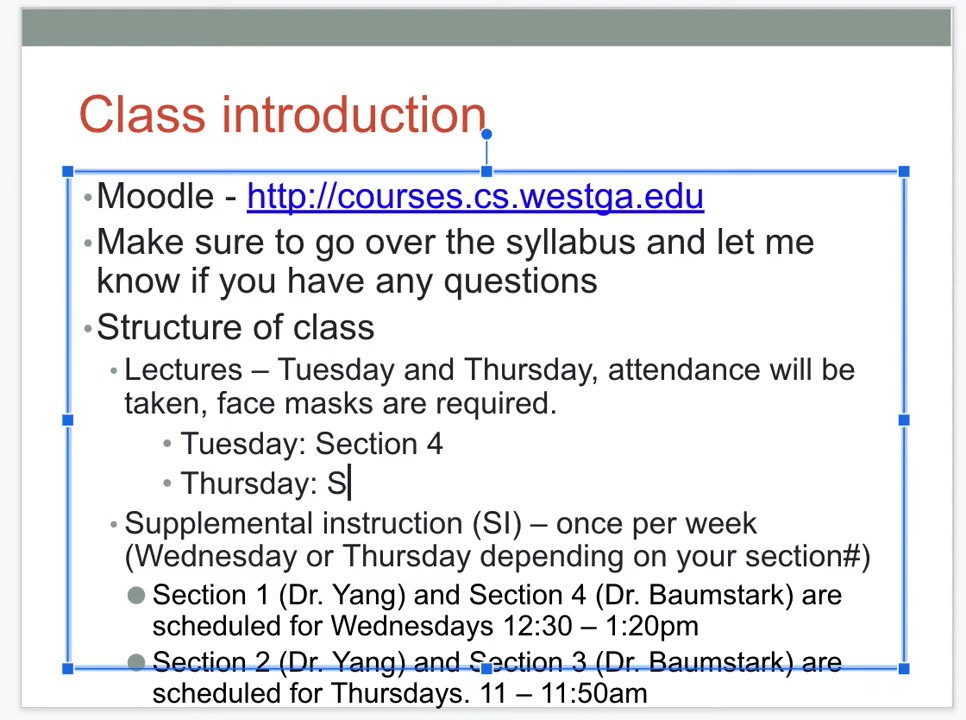 Class introduction
•Moodle - http://courses.cs.westga.edu
•Make sure to go over the syllabus and let me
know if you have any questions
•Structure of class
• Lectures – Tuesday and Thursday, attendance will be
taken, face masks are required.
• Tuesday: Section 4
• Thursday: S
• Supplemental instruction (SI) – once per week
(Wednesday or Thursday depending on your section#)
● Section 1 (Dr. Yang) and Section 4 (Dr. Baumstark) are
scheduled for Wednesdays 12:30 – 1:20pm
● Section 2 (Dr. Yang) and Section 3 (Dr. Baumstark) are
scheduled for Thursdays. 11 – 11:50am